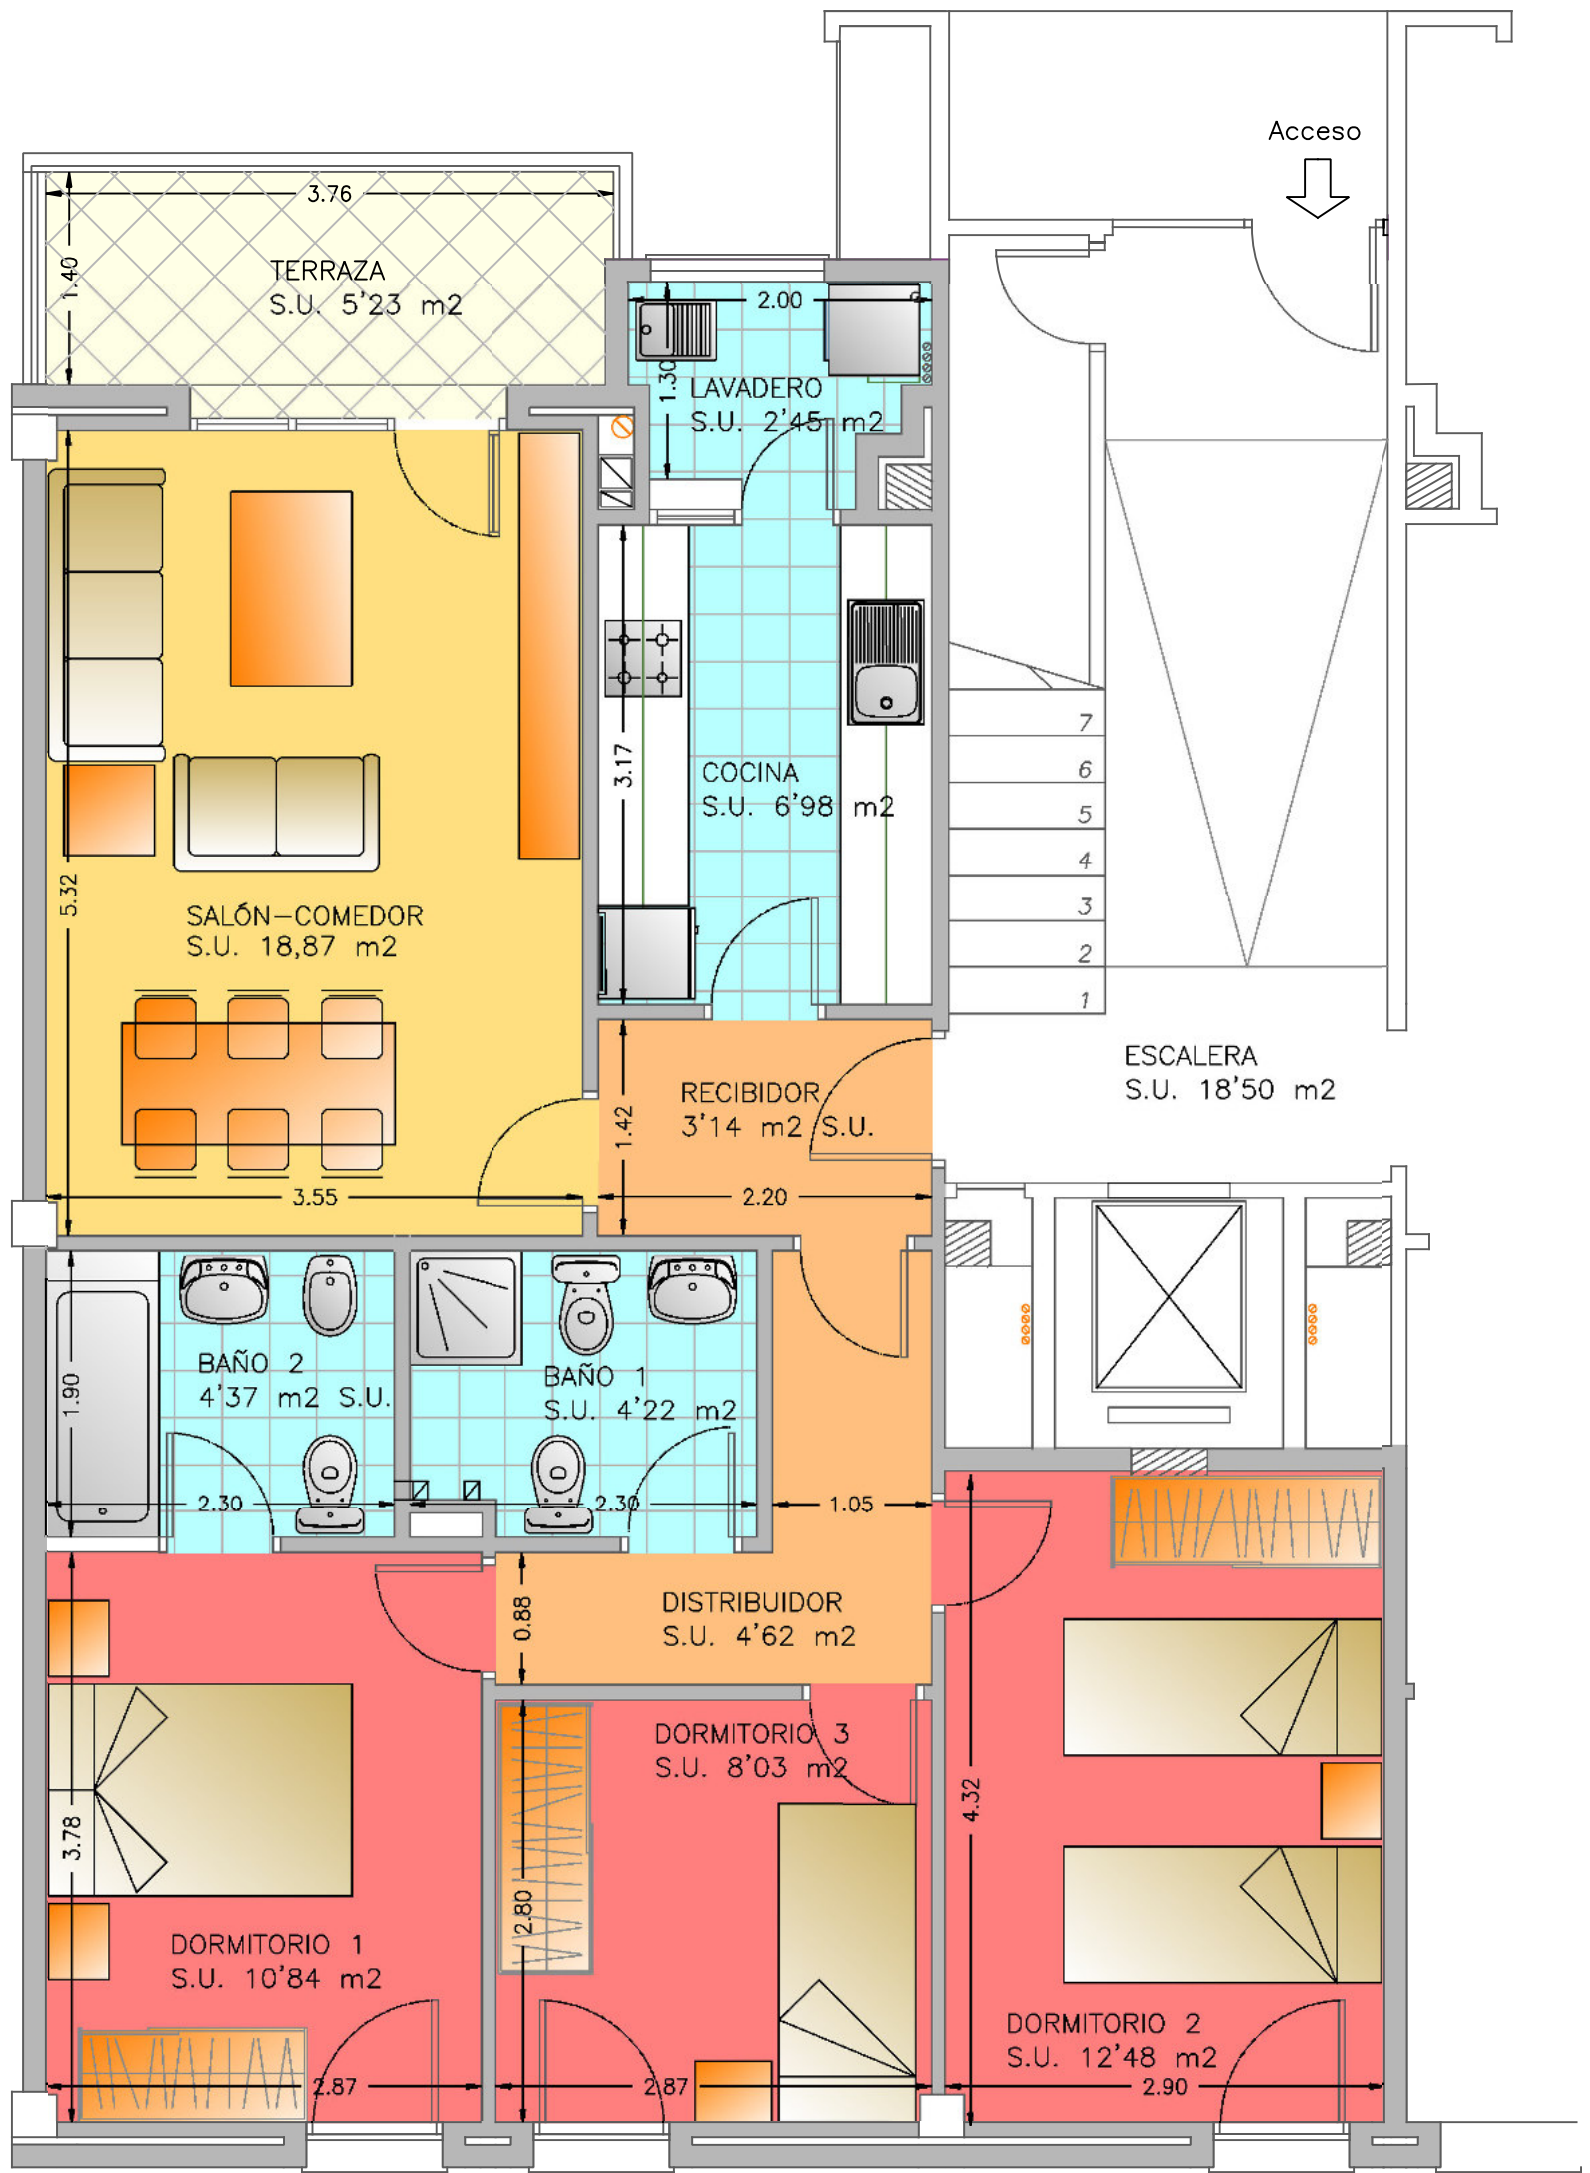 Acceso
3.76
1.40
TERRAZA
S.U. 5'23 m2
2.00
1.30
LAVADERO
S.U. 2'45 m2
7
6
5
4
3
2
1
3.17
COCINA
S.U. 6'98 m2
5.32
SALÓN-COMEDOR
S.U. 18,87 m2
ESCALERA
S.U. 18'50 m2
RECIBIDOR
3'14 m2 S.U.
1.42
3.55
2.20
BAÑO 2
4'37 m2 S.U.
1.90
BAÑO 1
S.U. 4'22 m2
2.30
2.30
1.05
DISTRIBUIDOR
S.U. 4'62 m2
0.88
DORMITORIO 3
S.U. 8'03 m2
4.32
3.78
2.80
DORMITORIO 1
S.U. 10'84 m2
DORMITORIO 2
S.U. 12'48 m2
2.87
2.87
2.90